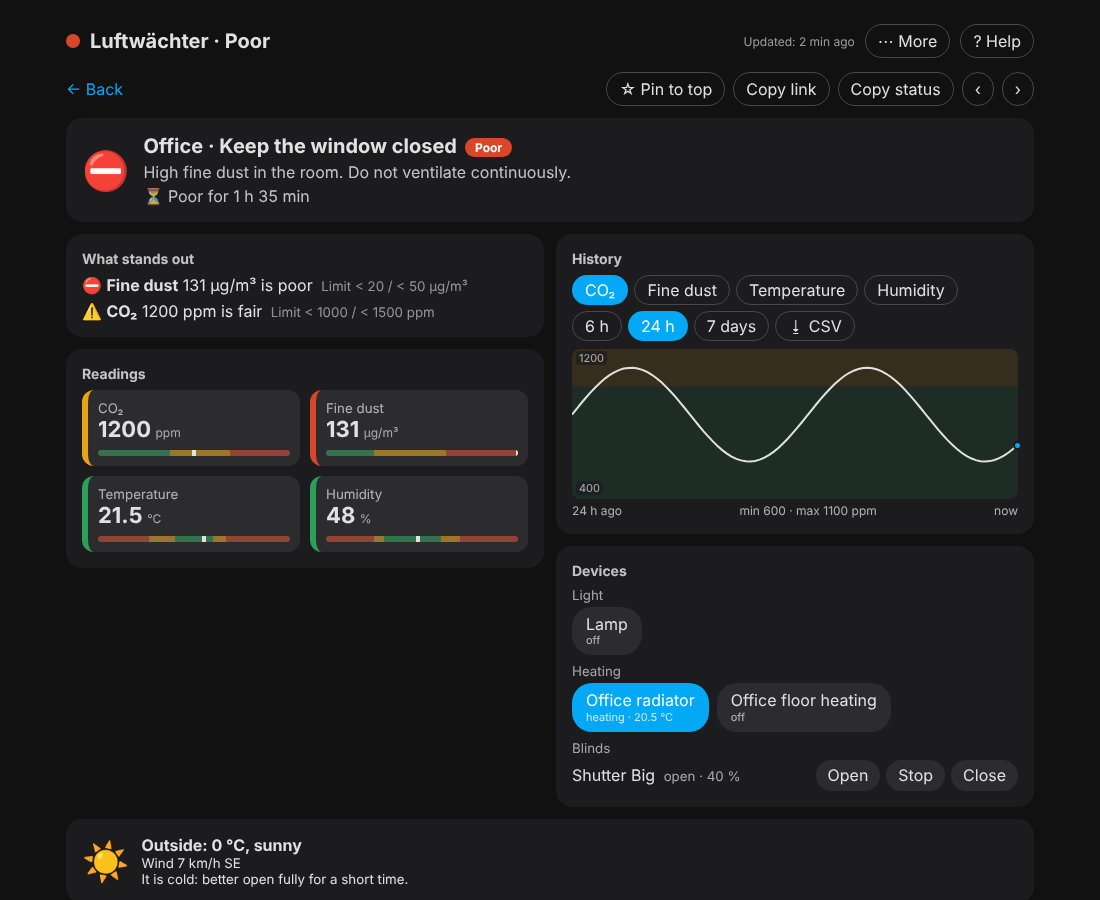 Luftwächter · Poor
Updated: 2 min ago
··· More
? Help
← Back
☆ Pin to top
Copy link
Copy status
‹
›
Office · Keep the window closed Poor
High fine dust in the room. Do not ventilate continuously.
⏳ Poor for 1 h 35 min
What stands out
⛔ Fine dust 131 µg/m³ is poor Limit < 20 / < 50 µg/m³
⚠️ CO₂ 1200 ppm is fair Limit < 1000 / < 1500 ppm
Readings
CO₂
1200 ppm
Fine dust
131 µg/m³
Temperature
21.5 °C
Humidity
48 %
History
CO₂ Fine dust Temperature Humidity
6 h 24 h 7 days ⤓ CSV
1200
400
24 h ago min 600 · max 1100 ppm now
Devices
Light
Lamp
off
Heating
Office radiator
heating · 20.5 °C
Office floor heating
off
Blinds
Shutter Big open · 40 % Open Stop Close
Outside: 0 °C, sunny
Wind 7 km/h SE
It is cold: better open fully for a short time.